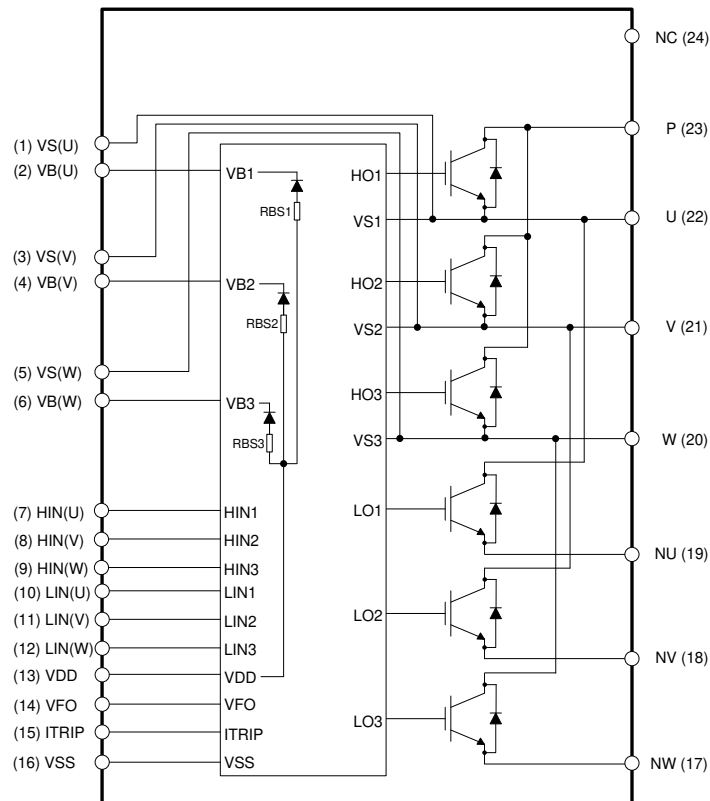 NC (24)
P (23)
U (22)
V (21)
W (20)
NU (19)
NV (18)
NW (17)
(1) VS(U)
(2) VB(U)
(3) VS(V)
(4) VB(V)
(5) VS(W)
(6) VB(W)
(7) HIN(U)
(8) HIN(V)
(9) HIN(W)
(10) LIN(U)
(11) LIN(V)
(12) LIN(W)
(13) VDD
(14) VFO
(15) ITRIP
(16) VSS
VB1
RBS1
VB2
RBS2
VB3
RBS3
HIN1
HIN2
HIN3
LIN1
LIN2
LIN3
VDD
VFO
ITRIP
VSS
HO1
VS1
HO2
VS2
HO3
VS3
LO1
LO2
LO3